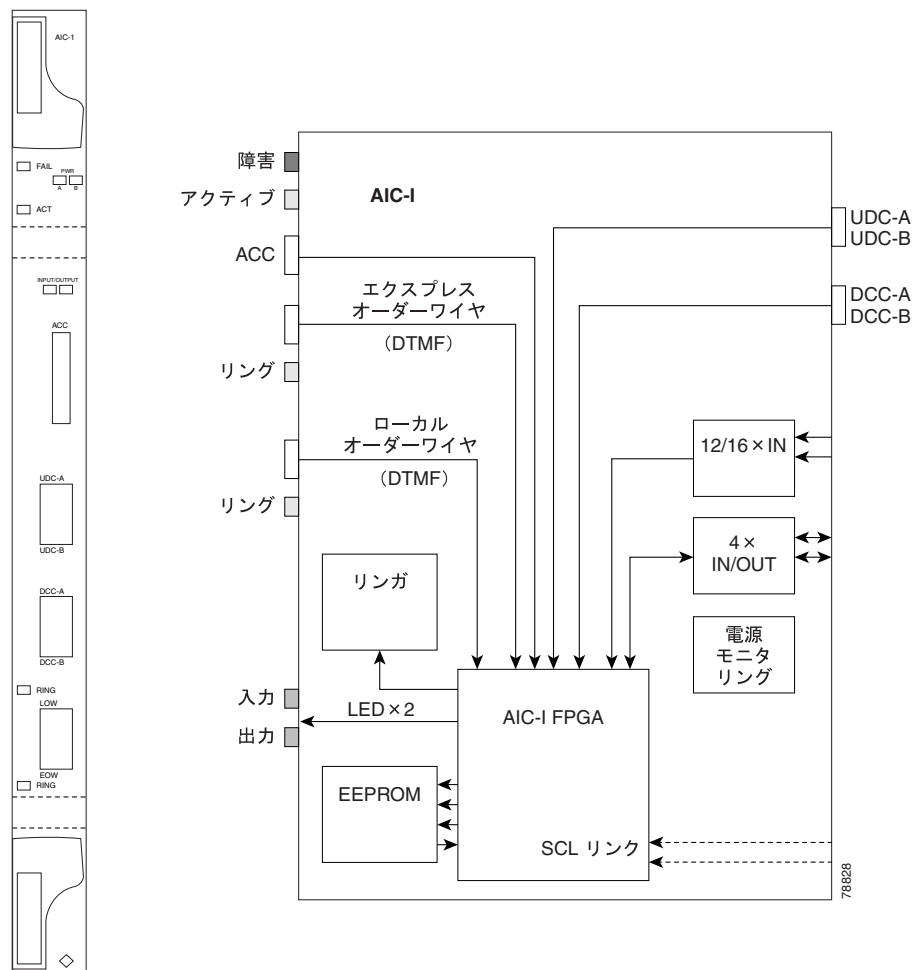 AIC-1
FAIL
PWR
A B
ACT
INPUT/OUTPUT
ACC
UDC-A
UDC-B
DCC-A
DCC-B
RING
LOW
EOW
RING
障害
アクティブ
AIC-I
ACC
エクスプレス
オーダーワイヤ
（DTMF）
リング
ローカル
オーダーワイヤ
（DTMF）
リング
UDC-A
UDC-B
DCC-A
DCC-B
12/16×IN
4×
IN/OUT
リンガ
電源
モニタ
リング
入力
LED×2
出力
AIC-I FPGA
EEPROM
SCL リンク
78828